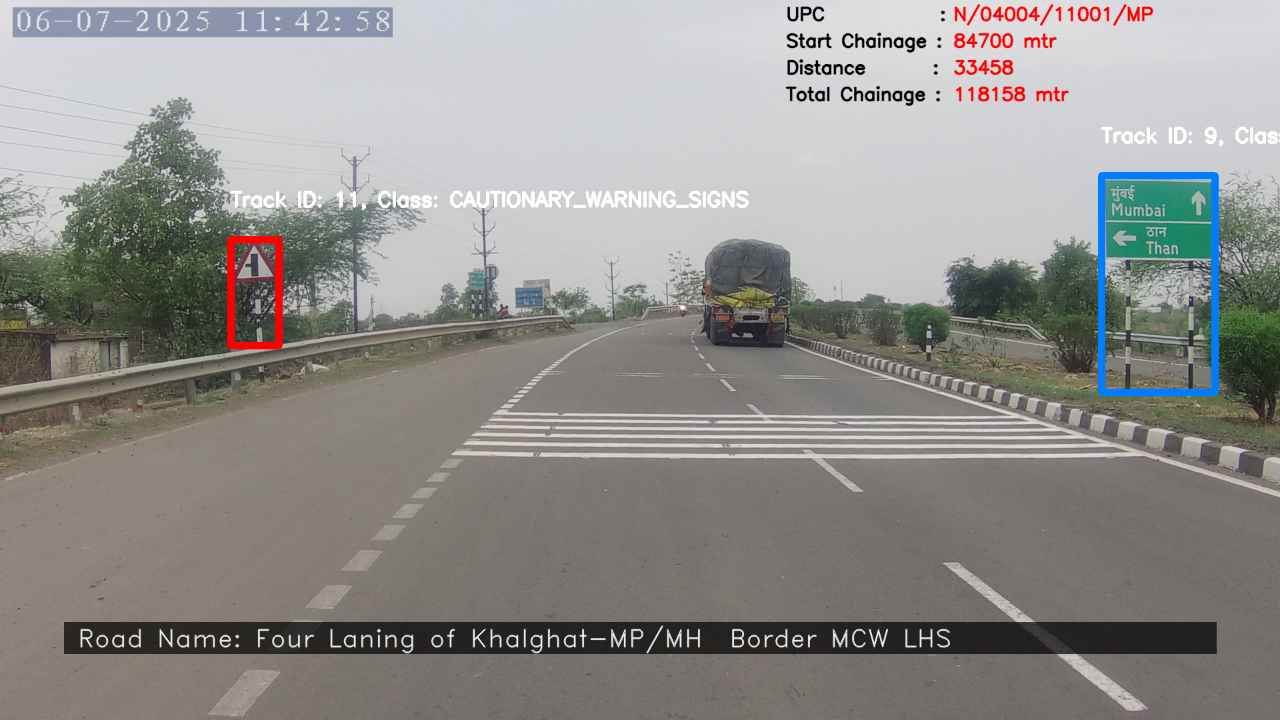 06-07-2025 11:42:58
UPC : N/04004/11001/MP
Start Chainage : 84700 mtr
Distance : 33458
Total Chainage : 118158 mtr
Track ID: 9, Clas
Track ID: 11, Class: CAUTIONARY_WARNING_SIGNS
मुंबई
Mumbai
ठान
Than
Road Name: Four Laning of Khalghat-MP/MH Border MCW LHS